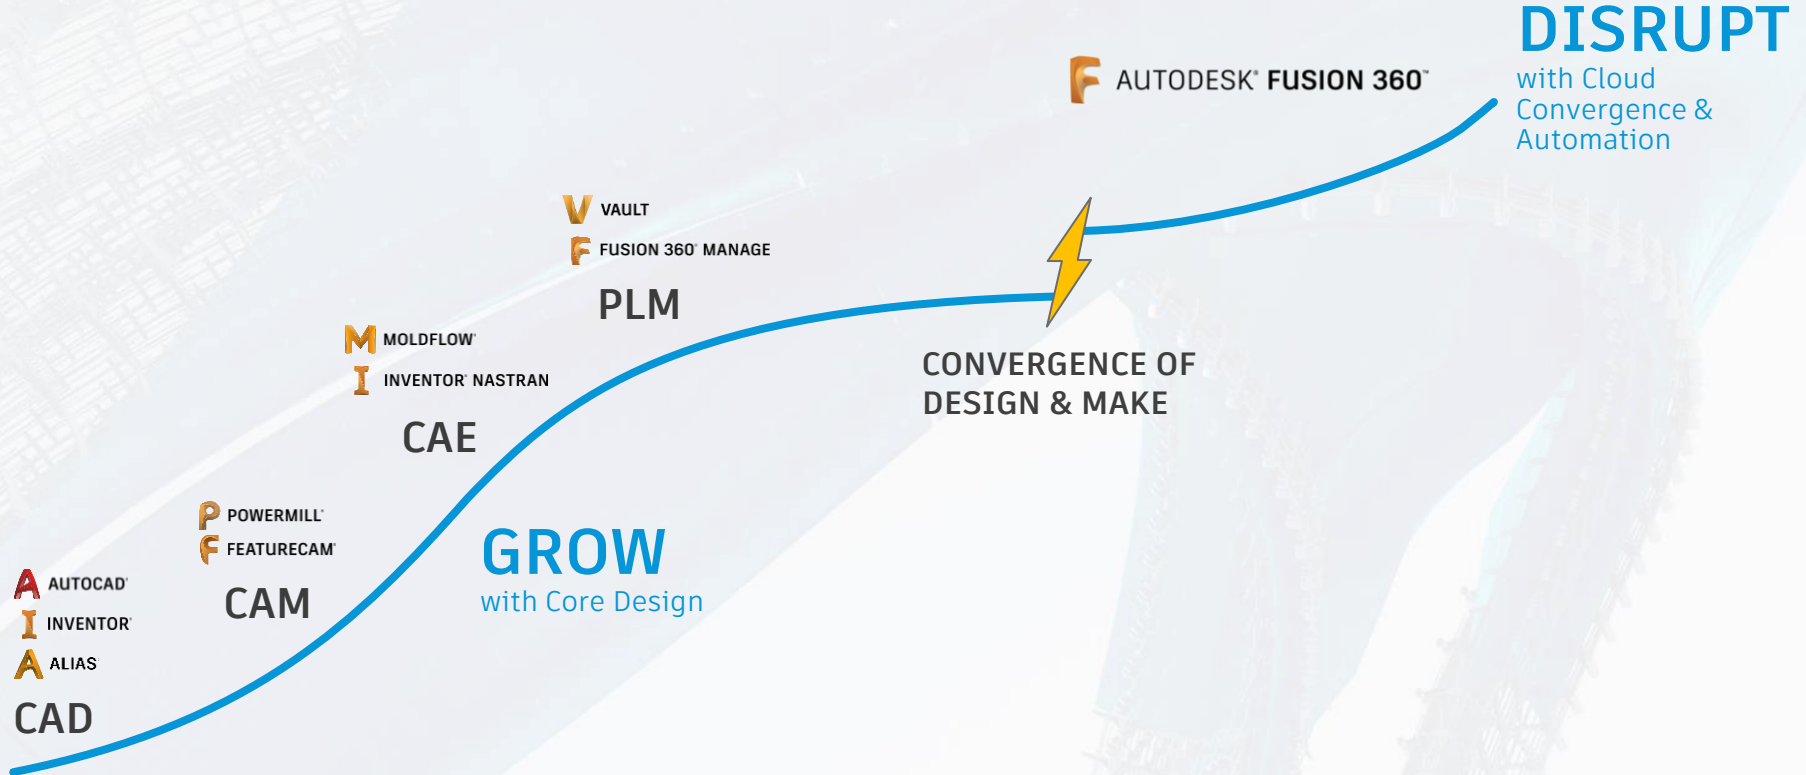 DISRUPT
with Cloud
Convergence &
Automation
AUTODESK® FUSION 360™
VAULT
FUSION 360° MANAGE
PLM
MOLDFLOW®
INVENTOR® NASTRAN
CAE
CONVERGENCE OF
DESIGN & MAKE
POWERMILL®
FEATURECAM®
CAM
GROW
with Core Design
AUTOCAD®
INVENTOR®
ALIAS®
CAD